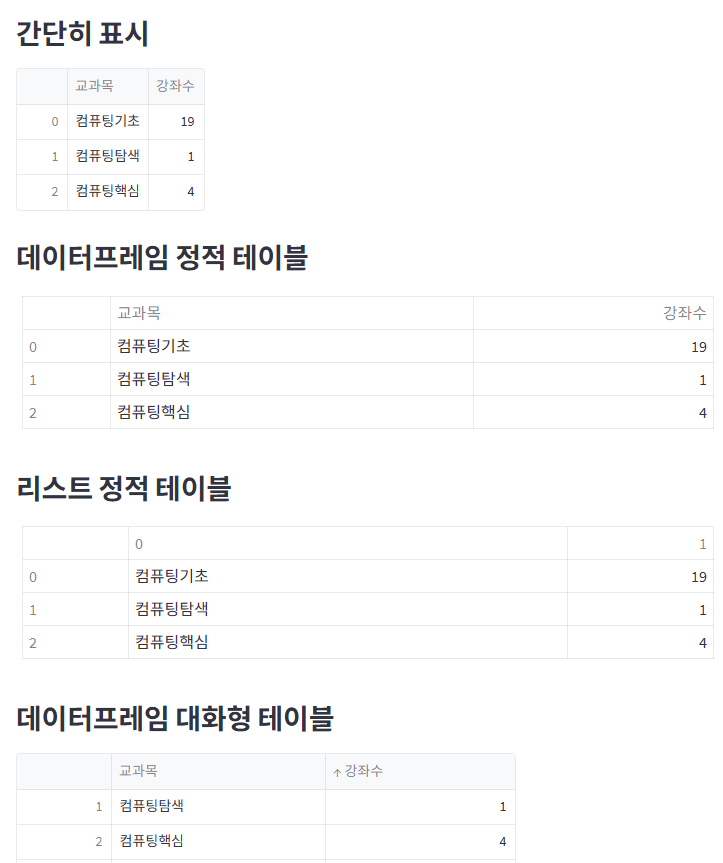 간단히 표시
교과목 강좌수
0 컴퓨팅기초 19
1 컴퓨팅탐색 1
2 컴퓨팅핵심 4
데이터프레임 정적 테이블
교과목 강좌수
0 컴퓨팅기초 19
1 컴퓨팅탐색 1
2 컴퓨팅핵심 4
리스트 정적 테이블
0 1
0 컴퓨팅기초 19
1 컴퓨팅탐색 1
2 컴퓨팅핵심 4
데이터프레임 대화형 테이블
교과목 ↑ 강좌수
1 컴퓨팅탐색 1
2 컴퓨팅핵심 4